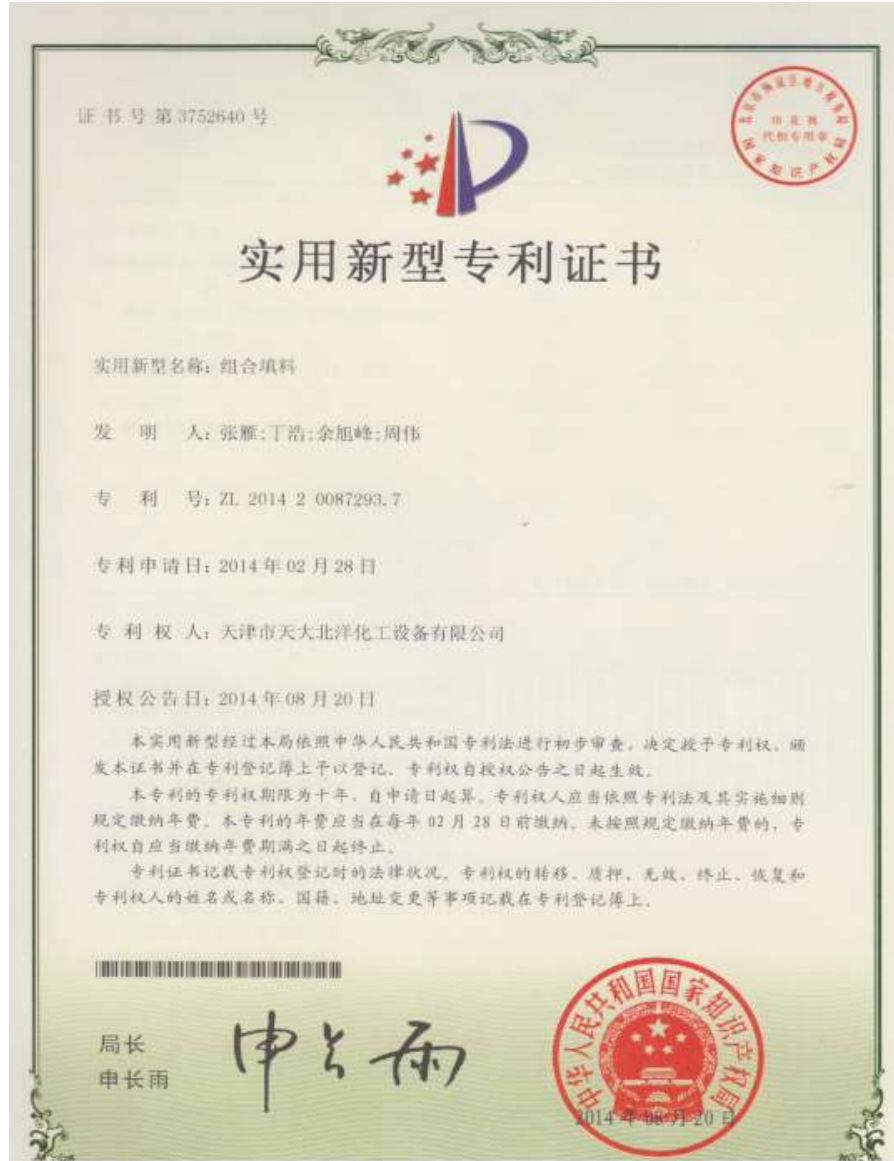 证书号第3752640号
印花税
代扣专用章
国家知识产权局
实用新型专利证书
实用新型名称：组合填料
发明人：张雁;丁浩;余旭峰;周伟
专利号：ZL 2014 2 0087293.7
专利申请日：2014年02月28日
专利权人：天津市天大北洋化工设备有限公司
授权公告日：2014年08月20日
本实用新型经过本局依照中华人民共和国专利法进行初步审查，决定授予专利权，颁
发本证书并在专利登记簿上予以登记。专利权自授权公告之日起生效。
本专利的专利权期限为十年，自申请日起算。专利权人应当依照专利法及其实施细则
规定缴纳年费。本专利的年费应当在每年02月28日前缴纳。未按照规定缴纳年费的，专
利权自应当缴纳年费期满之日起终止。
专利证书记载专利权登记时的法律状况。专利权的转移、质押、无效、终止、恢复和
专利权人的姓名或名称、国籍、地址变更等事项记载在专利登记簿上。
局长
申长雨
申长雨
中华人民共和国国家知识产权局
2014年08月20日